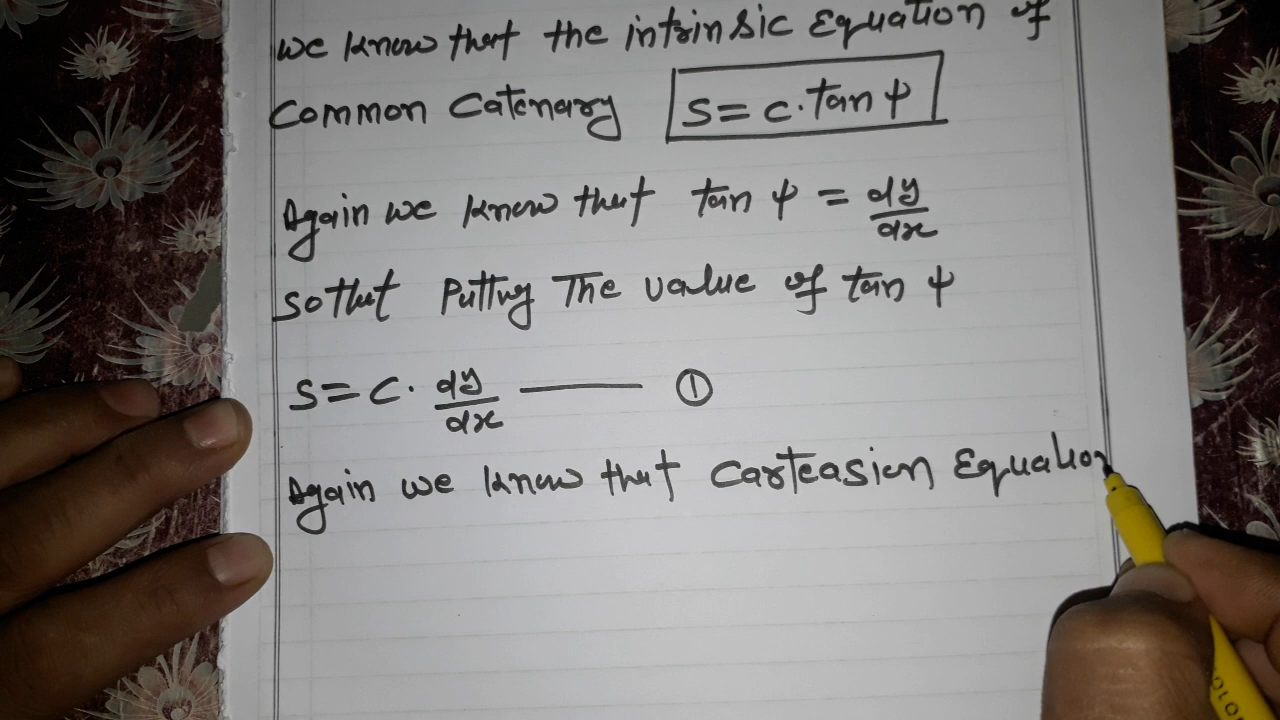 We know that the intrinsic Equation of
Common Catenary S = c. tan ψ
Again we know that tan ψ = dy/dx
So that Putting The value of tan ψ
S = C. dy/dx —— ①
Again we know that Carteasian Equation